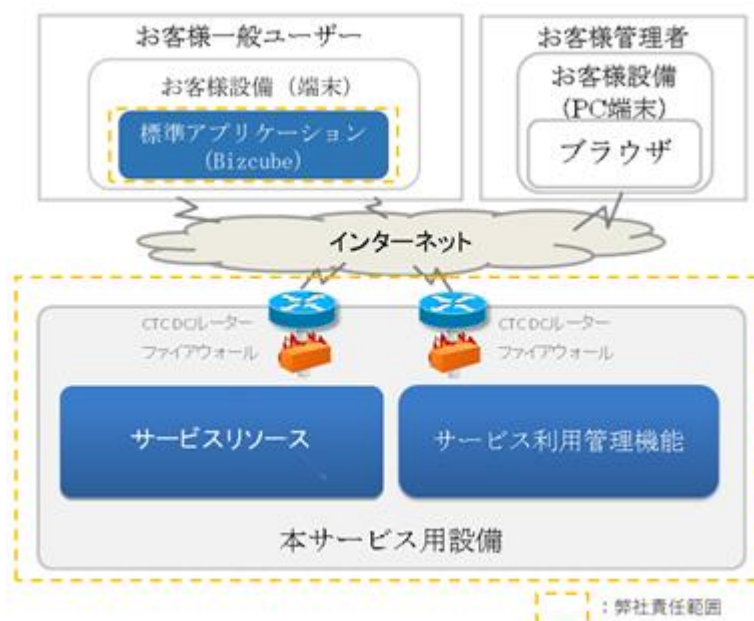 お客様一般ユーザー
お客様設備（端末）
標準アプリケーション
(Bizcube)
お客様管理者
お客様設備
(PC端末)
ブラウザ
インターネット
CTC DCルーター
ファイアウォール
CTC DCルーター
ファイアウォール
サービスリソース
サービス利用管理機能
本サービス用設備
：弊社責任範囲